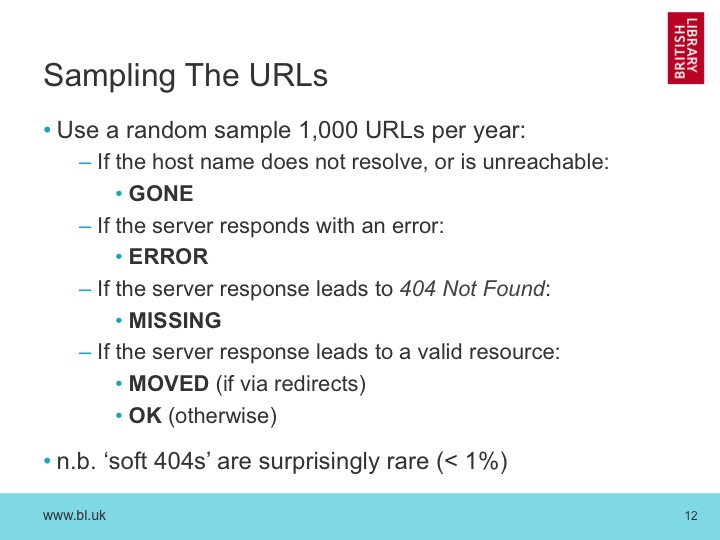 LIBRARY
BRITISH
Sampling The URLs
• Use a random sample 1,000 URLs per year:
– If the host name does not resolve, or is unreachable:
• GONE
– If the server responds with an error:
• ERROR
– If the server response leads to 404 Not Found:
• MISSING
– If the server response leads to a valid resource:
• MOVED (if via redirects)
• OK (otherwise)
• n.b. ‘soft 404s’ are surprisingly rare (< 1%)
www.bl.uk
12